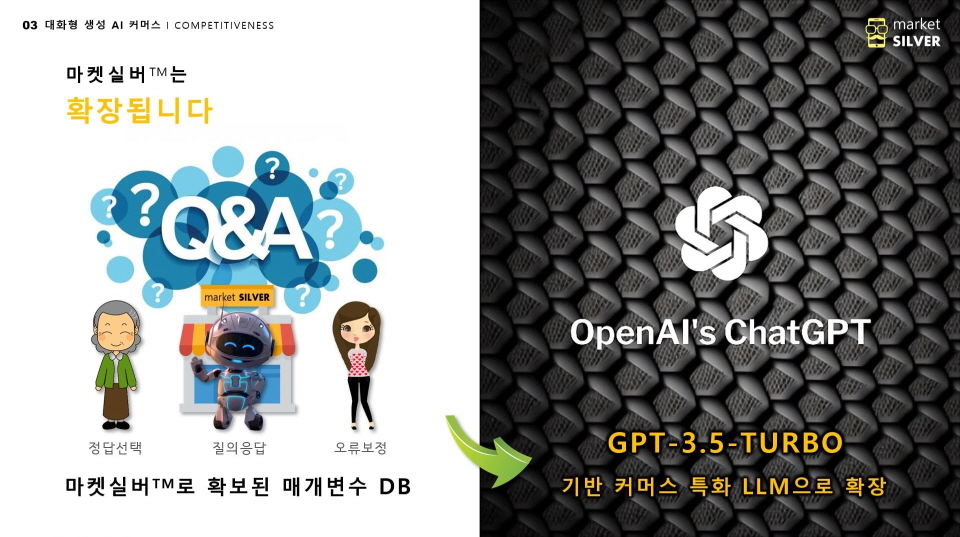 03 대화형 생성 AI 커머스 | COMPETITIVENESS
market
SILVER
마켓실버™는
확장됩니다
? ? ? ? ? ? ? ?
Q&A
market SILVER
정답선택 질의응답 오류보정
마켓실버™로 확보된 매개변수 DB
OpenAI's ChatGPT
GPT-3.5-TURBO
기반 커머스 특화 LLM으로 확장